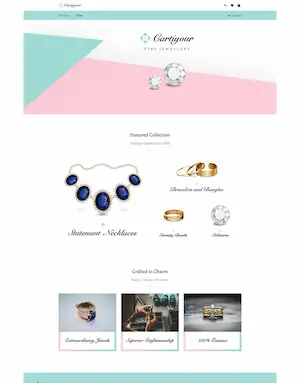 Cartiyour
Cartiyour
FINE JEWELLERY
Featured Collection
Statement Necklaces
Bracelets and Bangles
Eternity Bands
Solitaires
Crafted to Charm
Extraordinary Jewels
Superior Craftsmanship
100% Genuine